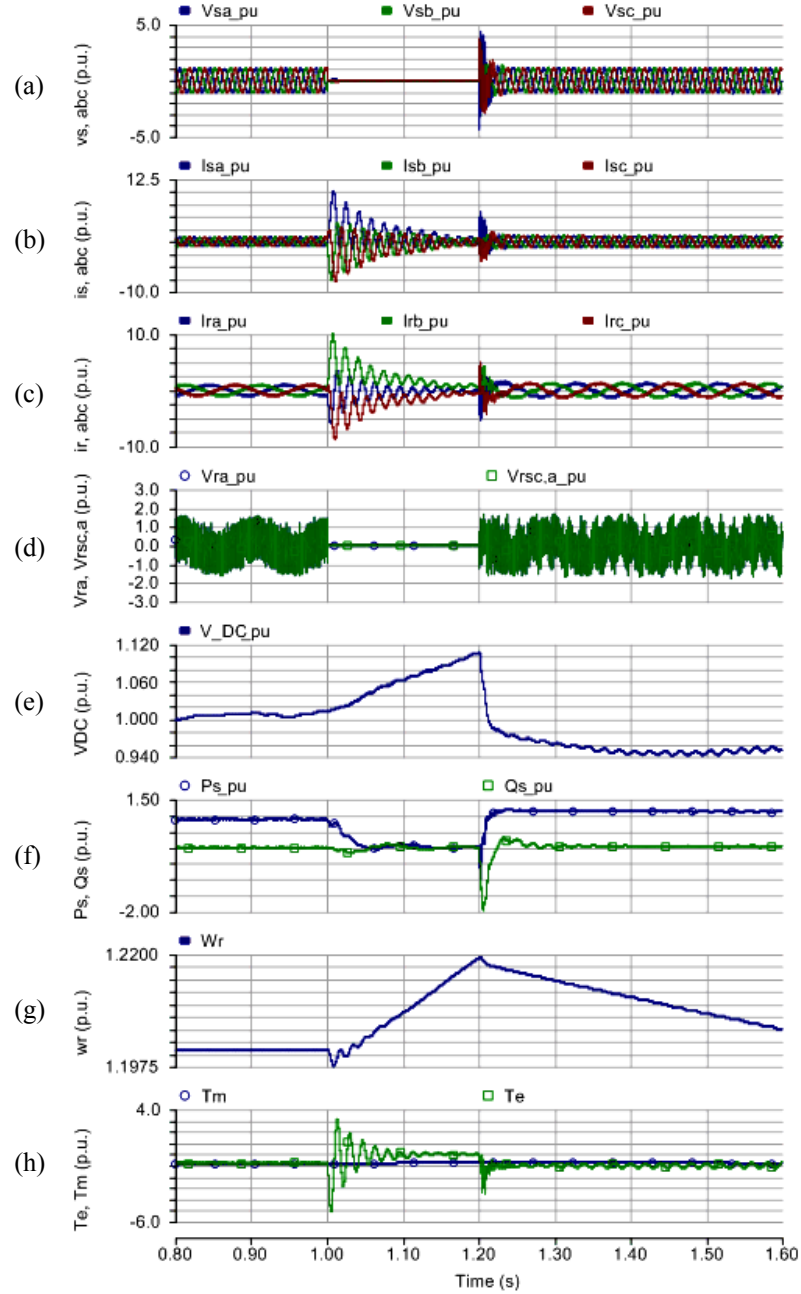 Vsa_pu Vsb_pu Vsc_pu
5.0
(a)
vs, abc (p.u.)
-5.0
Isa_pu Isb_pu Isc_pu
12.5
(b)
is, abc (p.u.)
-10.0
Ira_pu Irb_pu Irc_pu
10.0
(c)
ir, abc (p.u.)
-10.0
Vra_pu Vrsc,a_pu
3.0
2.0
1.0
(d)
0.0
Vra, Vrsc,a (p.u.)
-1.0
-2.0
-3.0
V_DC_pu
1.120
1.060
(e)
VDC (p.u.)
1.000
0.940
Ps_pu Qs_pu
1.50
(f)
Ps, Qs (p.u.)
-2.00
Wr
1.2200
(g)
wr (p.u.)
1.1975
Tm Te
4.0
(h)
Te, Tm (p.u.)
-6.0
0.80 0.90 1.00 1.10 1.20 1.30 1.40 1.50 1.60
Time (s)